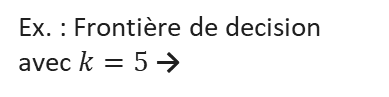 Ex. : Frontière de decision
avec 𝑘 = 5 →